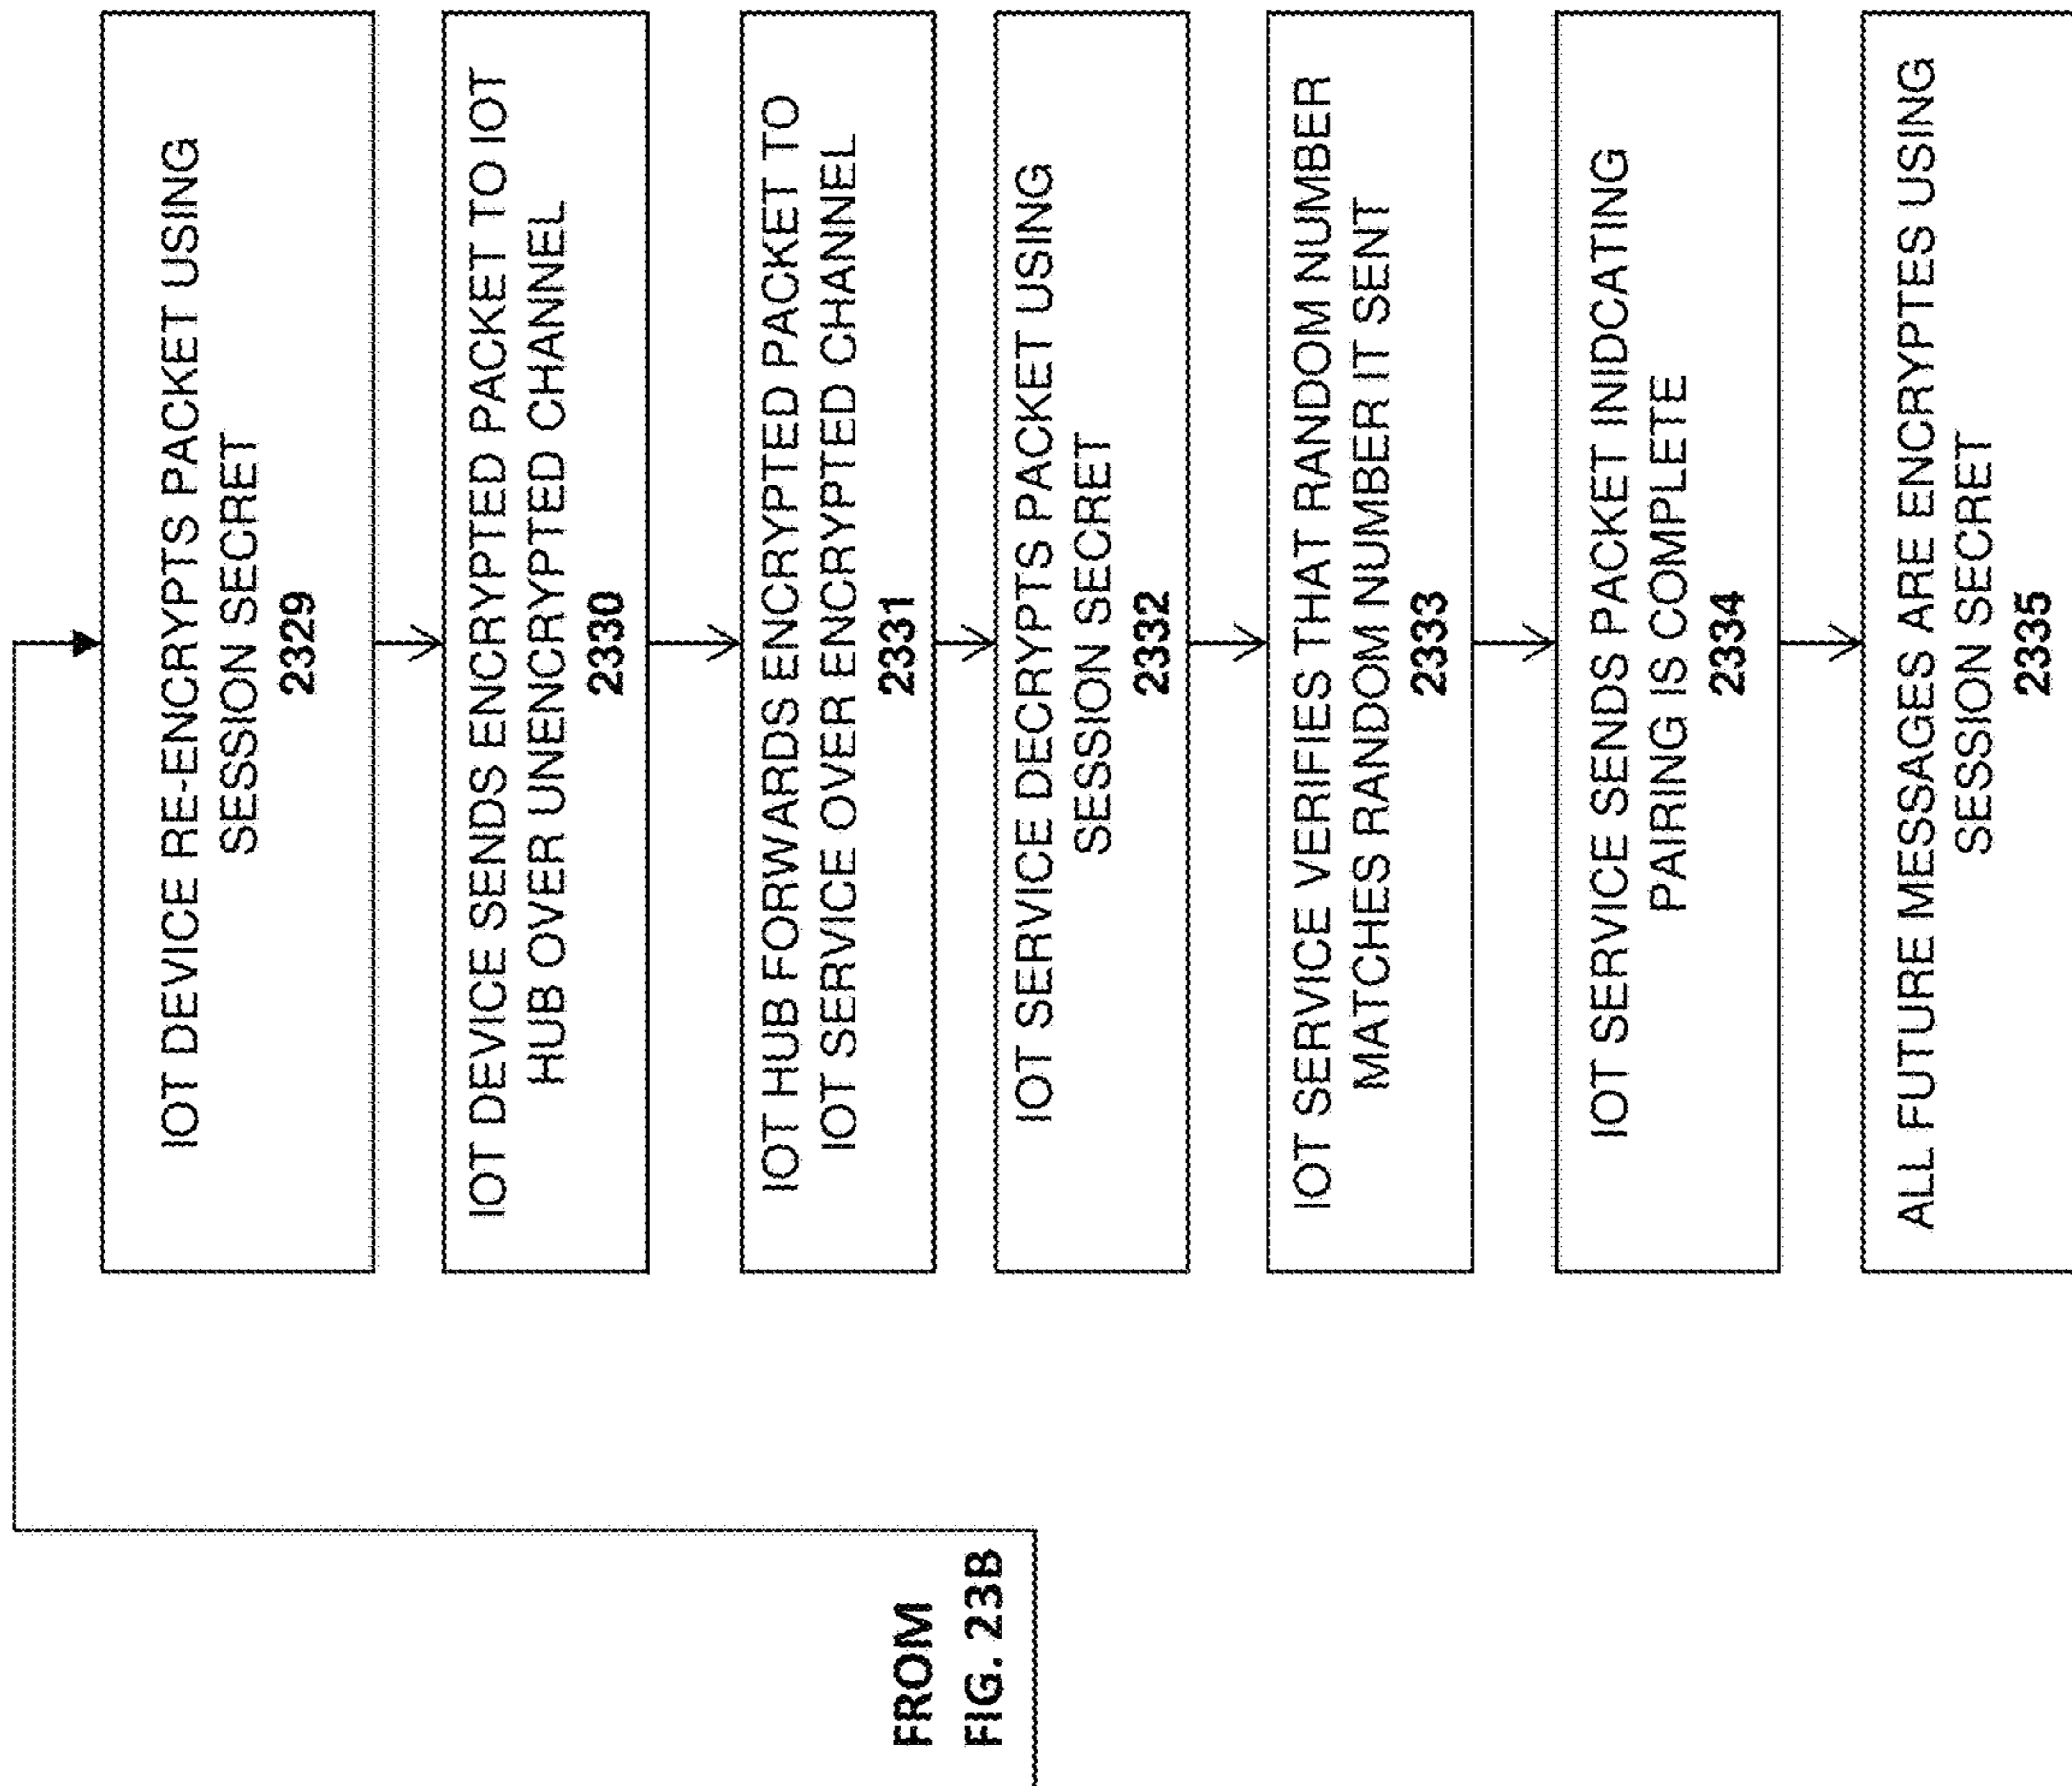 FROM
FIG. 23B
IOT DEVICE RE-ENCRYPTS PACKET USING
SESSION SECRET
2329
IOT DEVICE SENDS ENCRYPTED PACKET TO IOT
HUB OVER UNENCRYPTED CHANNEL
2330
IOT HUB FORWARDS ENCRYPTED PACKET TO
IOT SERVICE OVER ENCRYPTED CHANNEL
2331
IOT SERVICE DECRYPTS PACKET USING
SESSION SECRET
2332
IOT SERVICE VERIFIES THAT RANDOM NUMBER
MATCHES RANDOM NUMBER IT SENT
2333
IOT SERVICE SENDS PACKET INIDCATING
PAIRING IS COMPLETE
2334
ALL FUTURE MESSAGES ARE ENCRYPTES USING
SESSION SECRET
2335